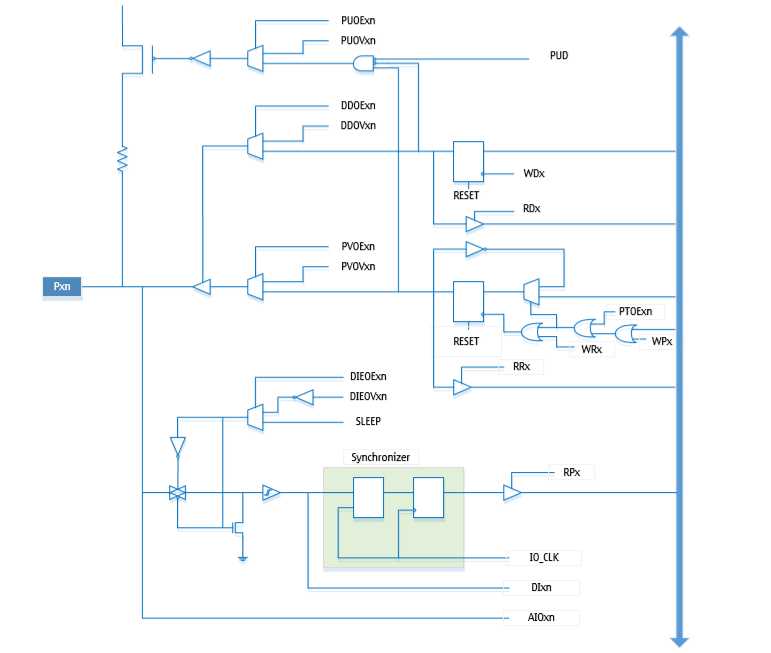 PUOExn
PUOVxn
PUD
DDOExn
DDOVxn
WDx
RESET
RDx
PVOExn
PVOVxn
Pxn
PTOExn
RESET
WRx
WPx
RRx
DIEOExn
DIEOVxn
SLEEP
Synchronizer
RPx
IO_CLK
DIxn
AIOxn